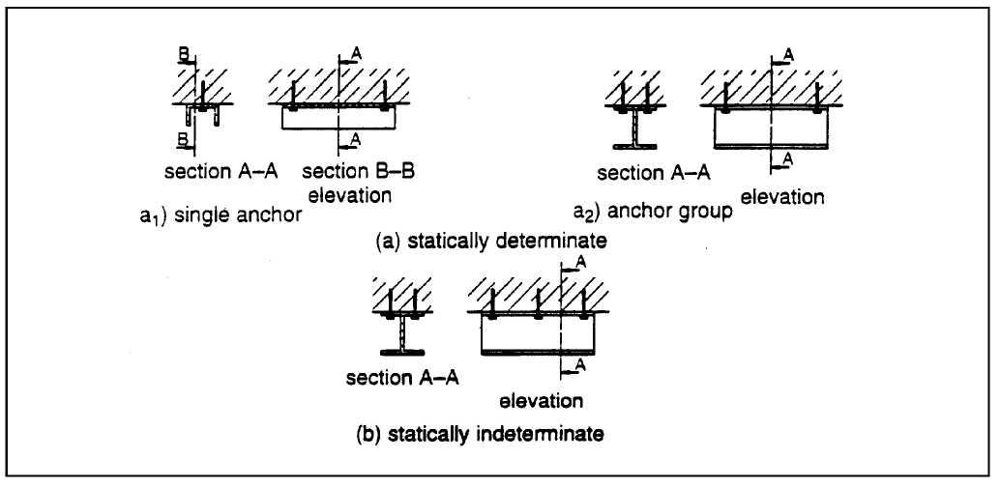 B
A
B
A
section A–A
section B–B
elevation
a1) single anchor
A
A
section A–A
elevation
a2) anchor group
(a) statically determinate
A
A
section A–A
elevation
(b) statically indeterminate